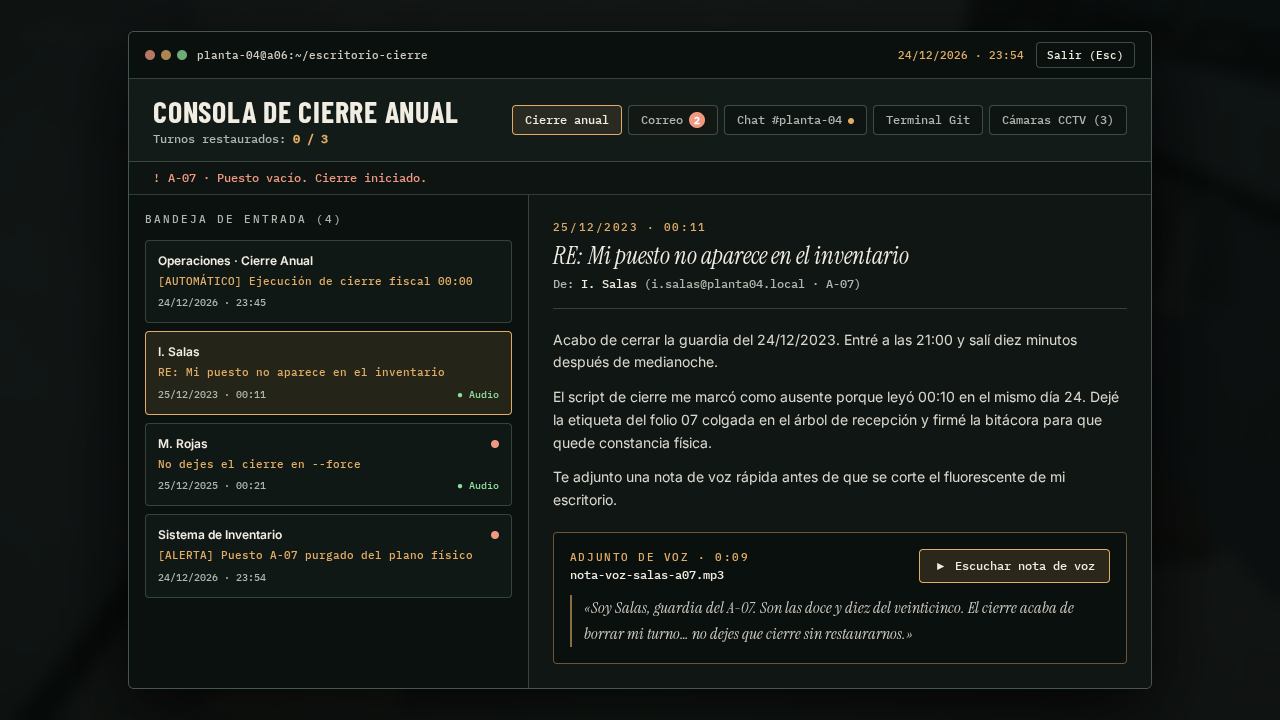 planta-04@a06:~/escritorio-cierre
24/12/2026 · 23:54
Salir (Esc)
CONSOLA DE CIERRE ANUAL
Turnos restaurados: 0 / 3
Cierre anual
Correo 2
Chat #planta-04
Terminal Git
Cámaras CCTV (3)
! A-07 · Puesto vacío. Cierre iniciado.
BANDEJA DE ENTRADA (4)
Operaciones · Cierre Anual
[AUTOMÁTICO] Ejecución de cierre fiscal 00:00
24/12/2026 · 23:45
I. Salas
RE: Mi puesto no aparece en el inventario
25/12/2023 · 00:11
● Audio
M. Rojas
No dejes el cierre en --force
25/12/2025 · 00:21
● Audio
Sistema de Inventario
[ALERTA] Puesto A-07 purgado del plano físico
24/12/2026 · 23:54
25/12/2023 · 00:11
RE: Mi puesto no aparece en el inventario
De: I. Salas (i.salas@planta04.local · A-07)
Acabo de cerrar la guardia del 24/12/2023. Entré a las 21:00 y salí diez minutos
después de medianoche.
El script de cierre me marcó como ausente porque leyó 00:10 en el mismo día 24. Dejé
la etiqueta del folio 07 colgada en el árbol de recepción y firmé la bitácora para que
quede constancia física.
Te adjunto una nota de voz rápida antes de que se corte el fluorescente de mi
escritorio.
ADJUNTO DE VOZ · 0:09
nota-voz-salas-a07.mp3
► Escuchar nota de voz
«Soy Salas, guardia del A-07. Son las doce y diez del veinticinco. El cierre acaba de
borrar mi turno... no dejes que cierre sin restaurarnos.»